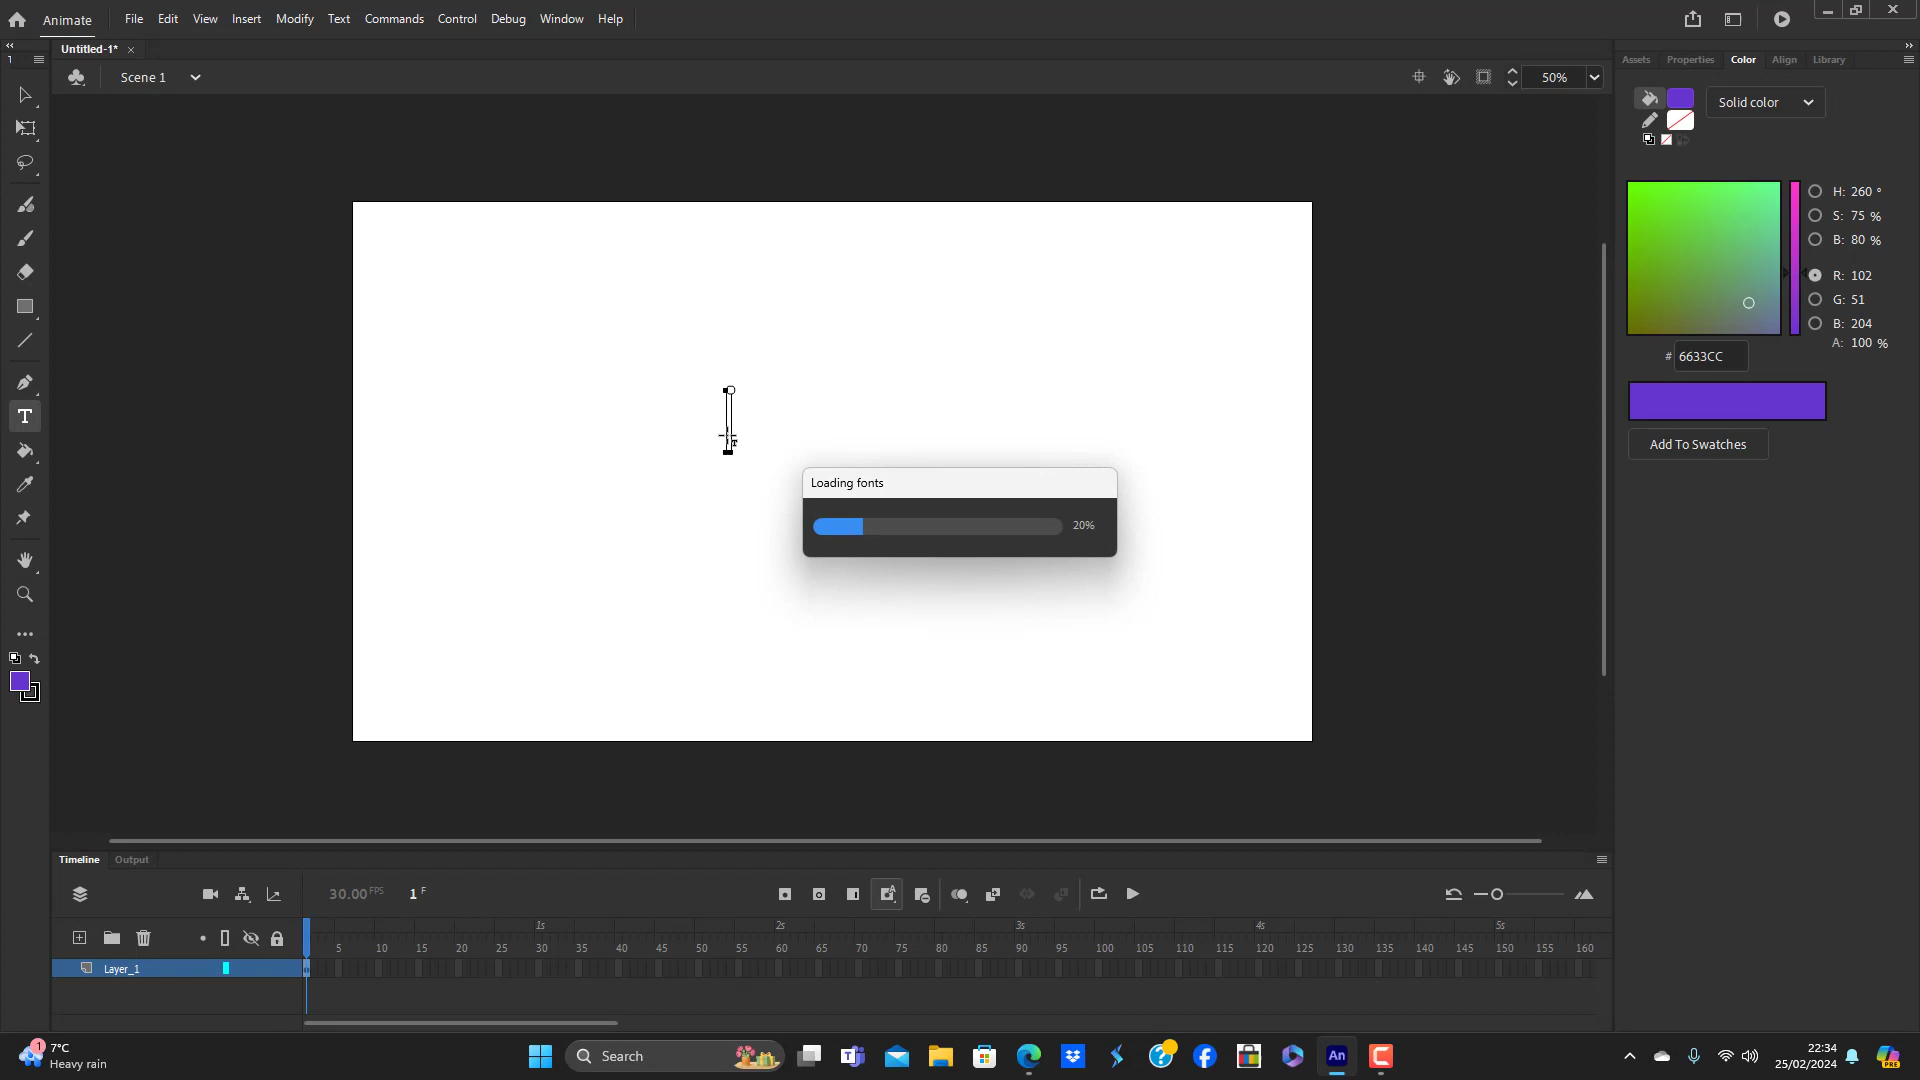 Animate File Edit View Insert Modify Text Commands Control Debug Window Help
Untitled-1*
Assets Properties Color Align Library
Scene 1
50%
Solid color
H: 260 °
S: 75 %
B: 80 %
R: 102
G: 51
B: 204
A: 100 %
# 6633CC
Add To Swatches
T
Loading fonts
20%
Timeline Output
30.00 FPS 1 F
1s 2s 3s 4s 5s
5 10 15 20 25 30 35 40 45 50 55 60 65 70 75 80 85 90 95 100 105 110 115 120 125 130 135 140 145 150 155 160
Layer_1
1
7°C
Heavy rain
Search
An
22:34
25/02/2024
PRE